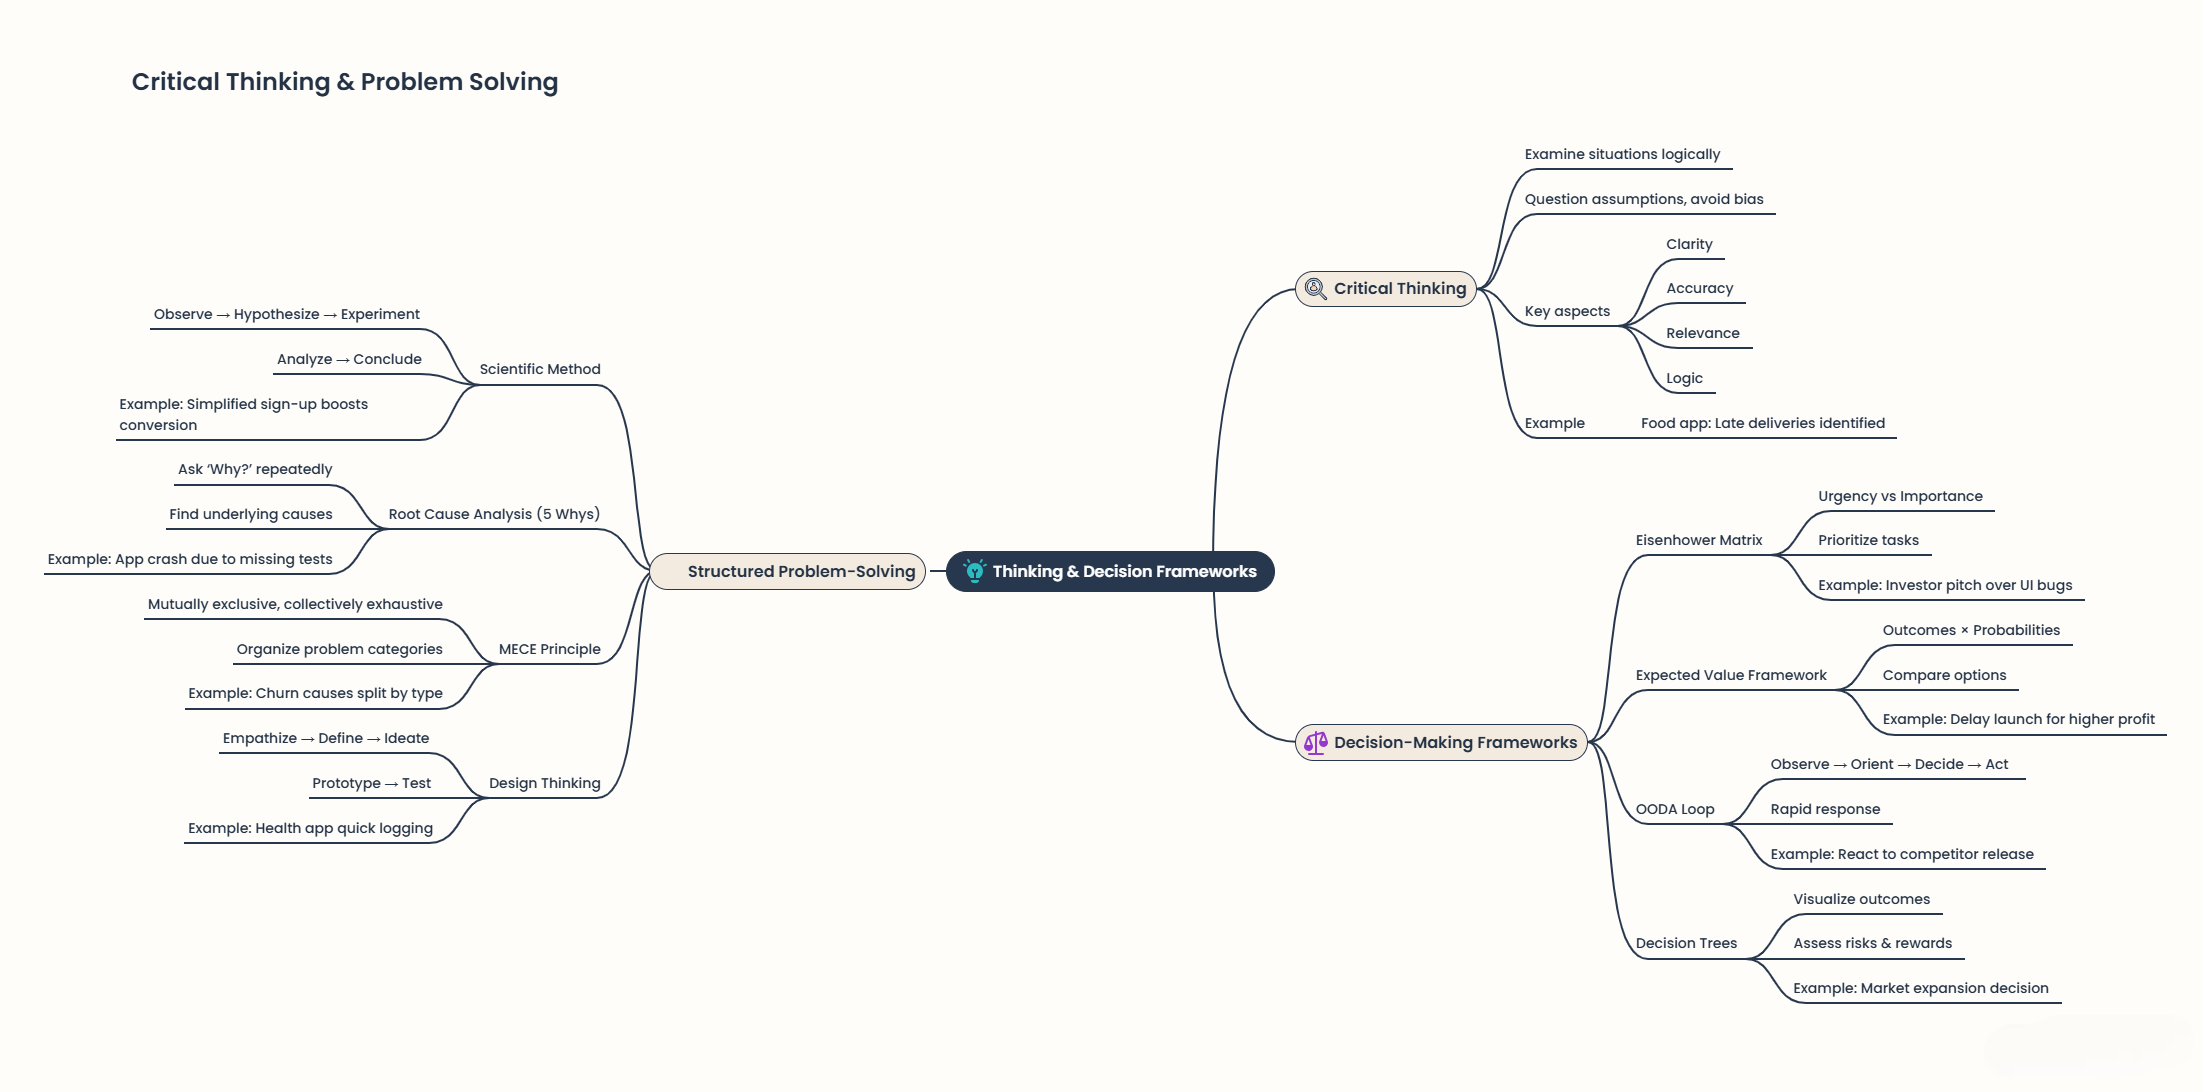 Critical Thinking & Problem Solving
Thinking & Decision Frameworks
Critical Thinking
Examine situations logically
Question assumptions, avoid bias
Key aspects
Clarity
Accuracy
Relevance
Logic
Example
Food app: Late deliveries identified
Decision-Making Frameworks
Eisenhower Matrix
Urgency vs Importance
Prioritize tasks
Example: Investor pitch over UI bugs
Expected Value Framework
Outcomes × Probabilities
Compare options
Example: Delay launch for higher profit
OODA Loop
Observe → Orient → Decide → Act
Rapid response
Example: React to competitor release
Decision Trees
Visualize outcomes
Assess risks & rewards
Example: Market expansion decision
Structured Problem-Solving
Scientific Method
Observe → Hypothesize → Experiment
Analyze → Conclude
Example: Simplified sign-up boosts
conversion
Root Cause Analysis (5 Whys)
Ask ‘Why?’ repeatedly
Find underlying causes
Example: App crash due to missing tests
MECE Principle
Mutually exclusive, collectively exhaustive
Organize problem categories
Example: Churn causes split by type
Design Thinking
Empathize → Define → Ideate
Prototype → Test
Example: Health app quick logging